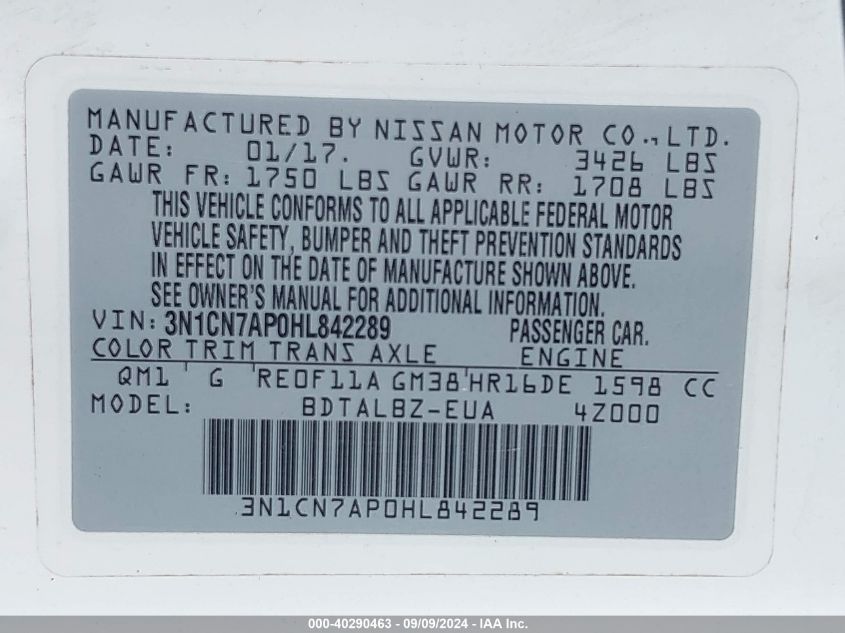 MANUFACTURED BY NISSAN MOTOR CO., LTD.
DATE: 01/17. GVWR: 3426 LBS
GAWR FR: 1750 LBS GAWR RR: 1708 LBS
THIS VEHICLE CONFORMS TO ALL APPLICABLE FEDERAL MOTOR
VEHICLE SAFETY, BUMPER AND THEFT PREVENTION STANDARDS
IN EFFECT ON THE DATE OF MANUFACTURE SHOWN ABOVE.
SEE OWNER'S MANUAL FOR ADDITIONAL INFORMATION.
VIN: 3N1CN7AP0HL842289 PASSENGER CAR.
COLOR TRIM TRANS AXLE ENGINE
QM1 G RE0F11A GM38 HR16DE 1598 CC
MODEL: BDTALBZ-EUA 4Z000
3N1CN7AP0HL842289
000-40290463 - 09/09/2024 - IAA Inc.